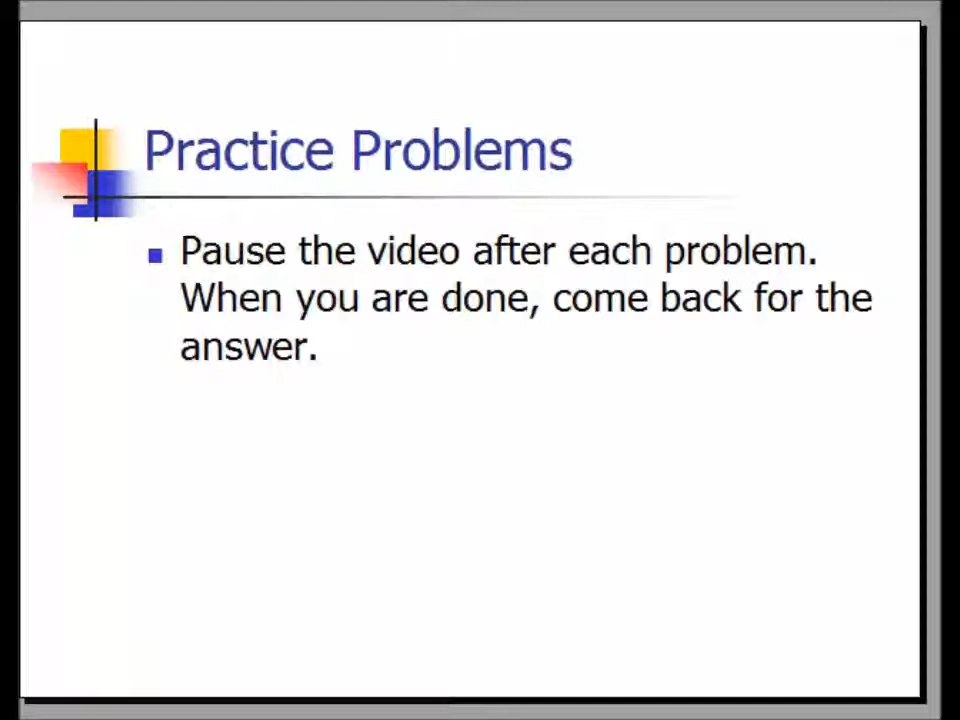 Practice Problems
Pause the video after each problem.
When you are done, come back for the
answer.